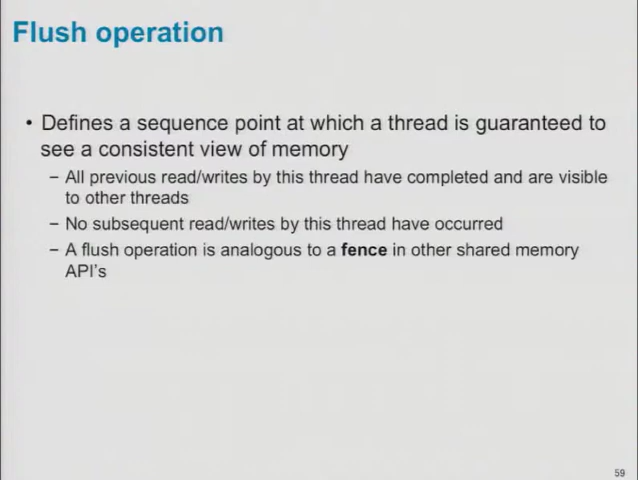 Flush operation
• Defines a sequence point at which a thread is guaranteed to
see a consistent view of memory
– All previous read/writes by this thread have completed and are visible
to other threads
– No subsequent read/writes by this thread have occurred
– A flush operation is analogous to a fence in other shared memory
API's
59